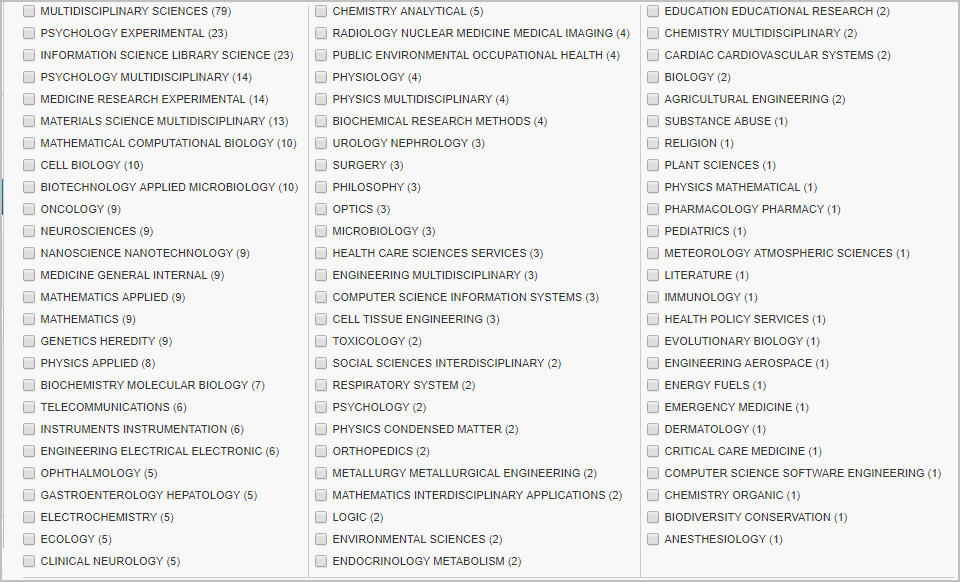 MULTIDISCIPLINARY SCIENCES (79)
PSYCHOLOGY EXPERIMENTAL (23)
INFORMATION SCIENCE LIBRARY SCIENCE (23)
PSYCHOLOGY MULTIDISCIPLINARY (14)
MEDICINE RESEARCH EXPERIMENTAL (14)
MATERIALS SCIENCE MULTIDISCIPLINARY (13)
MATHEMATICAL COMPUTATIONAL BIOLOGY (10)
CELL BIOLOGY (10)
BIOTECHNOLOGY APPLIED MICROBIOLOGY (10)
ONCOLOGY (9)
NEUROSCIENCES (9)
NANOSCIENCE NANOTECHNOLOGY (9)
MEDICINE GENERAL INTERNAL (9)
MATHEMATICS APPLIED (9)
MATHEMATICS (9)
GENETICS HEREDITY (9)
PHYSICS APPLIED (8)
BIOCHEMISTRY MOLECULAR BIOLOGY (7)
TELECOMMUNICATIONS (6)
INSTRUMENTS INSTRUMENTATION (6)
ENGINEERING ELECTRICAL ELECTRONIC (6)
OPHTHALMOLOGY (5)
GASTROENTEROLOGY HEPATOLOGY (5)
ELECTROCHEMISTRY (5)
ECOLOGY (5)
CLINICAL NEUROLOGY (5)
CHEMISTRY ANALYTICAL (5)
RADIOLOGY NUCLEAR MEDICINE MEDICAL IMAGING (4)
PUBLIC ENVIRONMENTAL OCCUPATIONAL HEALTH (4)
PHYSIOLOGY (4)
PHYSICS MULTIDISCIPLINARY (4)
BIOCHEMICAL RESEARCH METHODS (4)
UROLOGY NEPHROLOGY (3)
SURGERY (3)
PHILOSOPHY (3)
OPTICS (3)
MICROBIOLOGY (3)
HEALTH CARE SCIENCES SERVICES (3)
ENGINEERING MULTIDISCIPLINARY (3)
COMPUTER SCIENCE INFORMATION SYSTEMS (3)
CELL TISSUE ENGINEERING (3)
TOXICOLOGY (2)
SOCIAL SCIENCES INTERDISCIPLINARY (2)
RESPIRATORY SYSTEM (2)
PSYCHOLOGY (2)
PHYSICS CONDENSED MATTER (2)
ORTHOPEDICS (2)
METALLURGY METALLURGICAL ENGINEERING (2)
MATHEMATICS INTERDISCIPLINARY APPLICATIONS (2)
LOGIC (2)
ENVIRONMENTAL SCIENCES (2)
ENDOCRINOLOGY METABOLISM (2)
EDUCATION EDUCATIONAL RESEARCH (2)
CHEMISTRY MULTIDISCIPLINARY (2)
CARDIAC CARDIOVASCULAR SYSTEMS (2)
BIOLOGY (2)
AGRICULTURAL ENGINEERING (2)
SUBSTANCE ABUSE (1)
RELIGION (1)
PLANT SCIENCES (1)
PHYSICS MATHEMATICAL (1)
PHARMACOLOGY PHARMACY (1)
PEDIATRICS (1)
METEOROLOGY ATMOSPHERIC SCIENCES (1)
LITERATURE (1)
IMMUNOLOGY (1)
HEALTH POLICY SERVICES (1)
EVOLUTIONARY BIOLOGY (1)
ENGINEERING AEROSPACE (1)
ENERGY FUELS (1)
EMERGENCY MEDICINE (1)
DERMATOLOGY (1)
CRITICAL CARE MEDICINE (1)
COMPUTER SCIENCE SOFTWARE ENGINEERING (1)
CHEMISTRY ORGANIC (1)
BIODIVERSITY CONSERVATION (1)
ANESTHESIOLOGY (1)